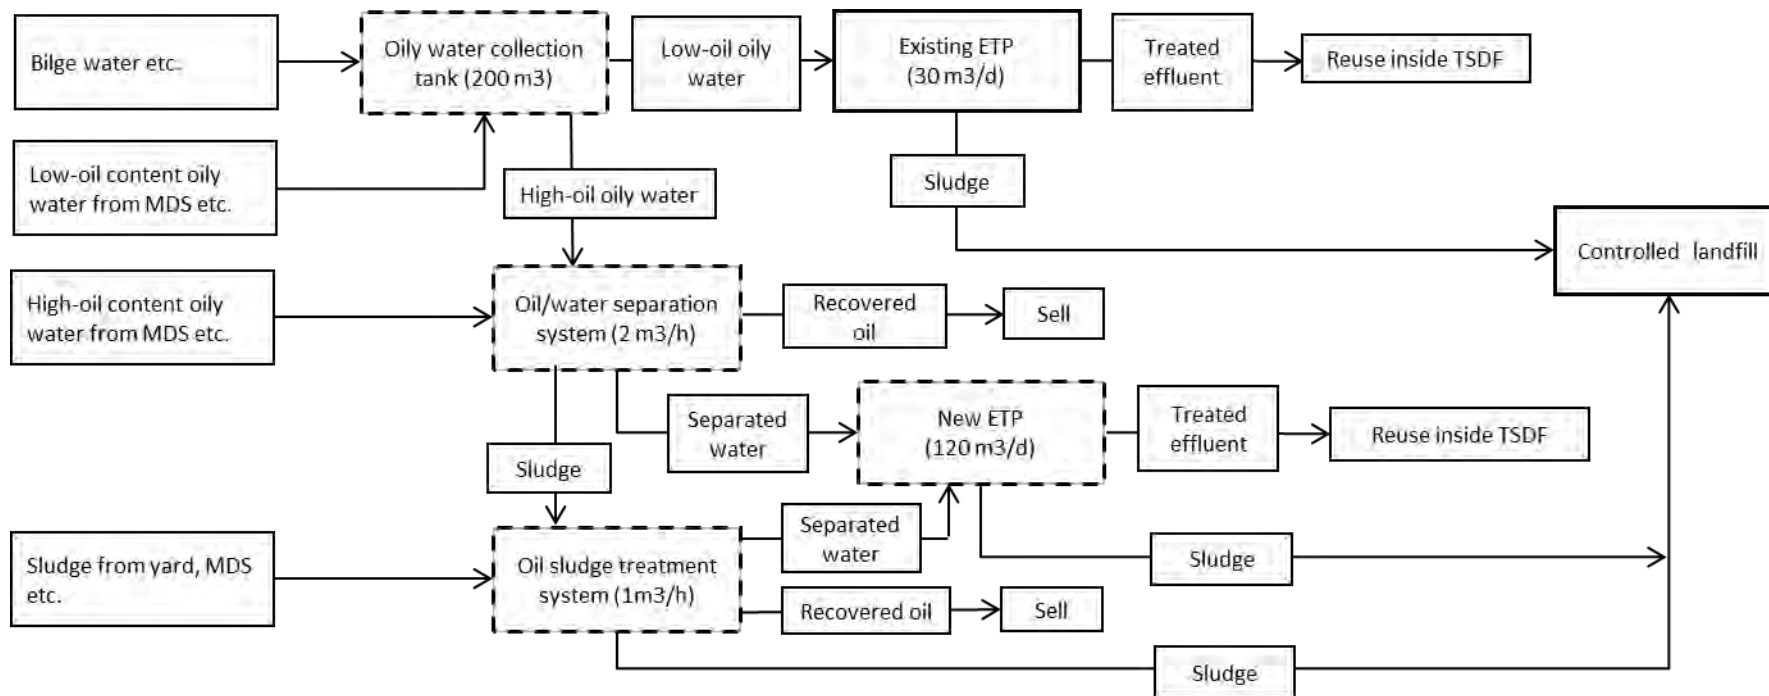 Bilge water etc.
Oily water collection
tank (200 m3)
Low-oil oily
water
Existing ETP
(30 m3/d)
Treated
effluent
Reuse inside TSDF
Low-oil content oily
water from MDS etc.
High-oil oily water
Sludge
Controlled landfill
High-oil content oily
water from MDS etc.
Oil/water separation
system (2 m3/h)
Recovered
oil
Sell
Separated
water
New ETP
(120 m3/d)
Treated
effluent
Reuse inside TSDF
Sludge
Sludge from yard, MDS
etc.
Oil sludge treatment
system (1m3/h)
Separated
water
Sludge
Recovered oil
Sell
Sludge